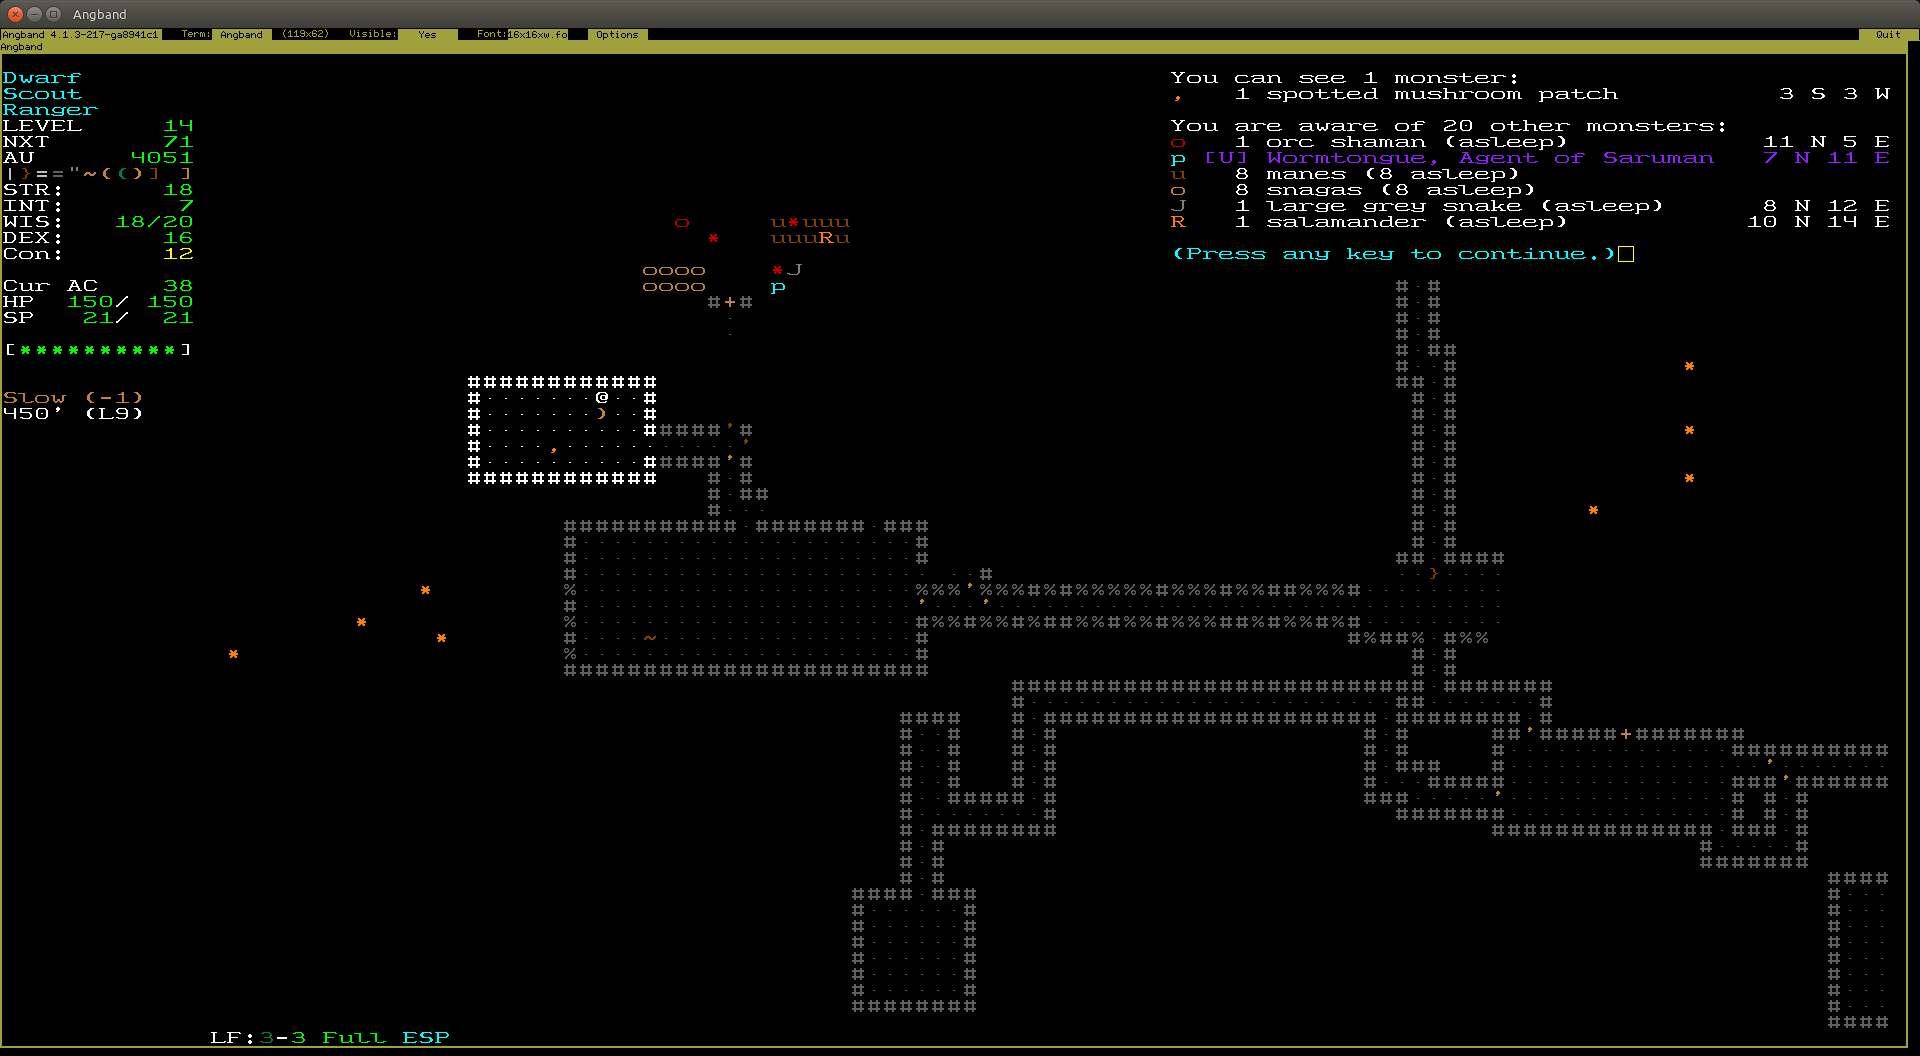 Angband
Angband 4.1.3-217-ga8941c1 Term: Angband (119x62) Visible: Yes Font: 16x16xw.fo Options Quit
Angband
Dwarf
Scout
Ranger
LEVEL 14
NXT 71
AU 4051
|}=="~(()] ]
STR: 18
INT: 7
WIS: 18/20
DEX: 16
Con: 12
Cur AC 38
HP 150/ 150
SP 21/ 21
[**********]
Slow (-1)
450' (L9)
You can see 1 monster:
, 1 spotted mushroom patch 3 S 3 W
You are aware of 20 other monsters:
o 1 orc shaman (asleep) 11 N 5 E
p [U] Wormtongue, Agent of Saruman 7 N 11 E
u 8 manes (8 asleep)
o 8 snagas (8 asleep)
J 1 large grey snake (asleep) 8 N 12 E
R 1 salamander (asleep) 10 N 14 E
(Press any key to continue.)
o u*uuu
* uuuRu
oooo *J
oooo p
LF:3-3 Full ESP